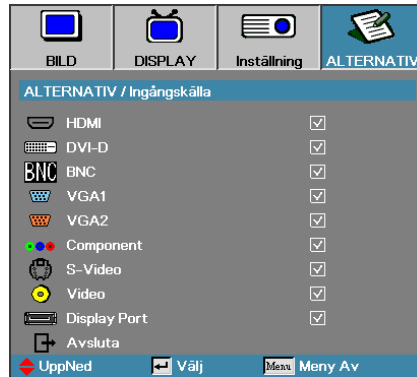 BILD DISPLAY Inställning ALTERNATIV
ALTERNATIV / Ingångskälla
HDMI
DVI-D
BNC BNC
VGA1
VGA2
Component
S-Video
Video
Display Port
Avsluta
UppNed Välj Menu Meny Av